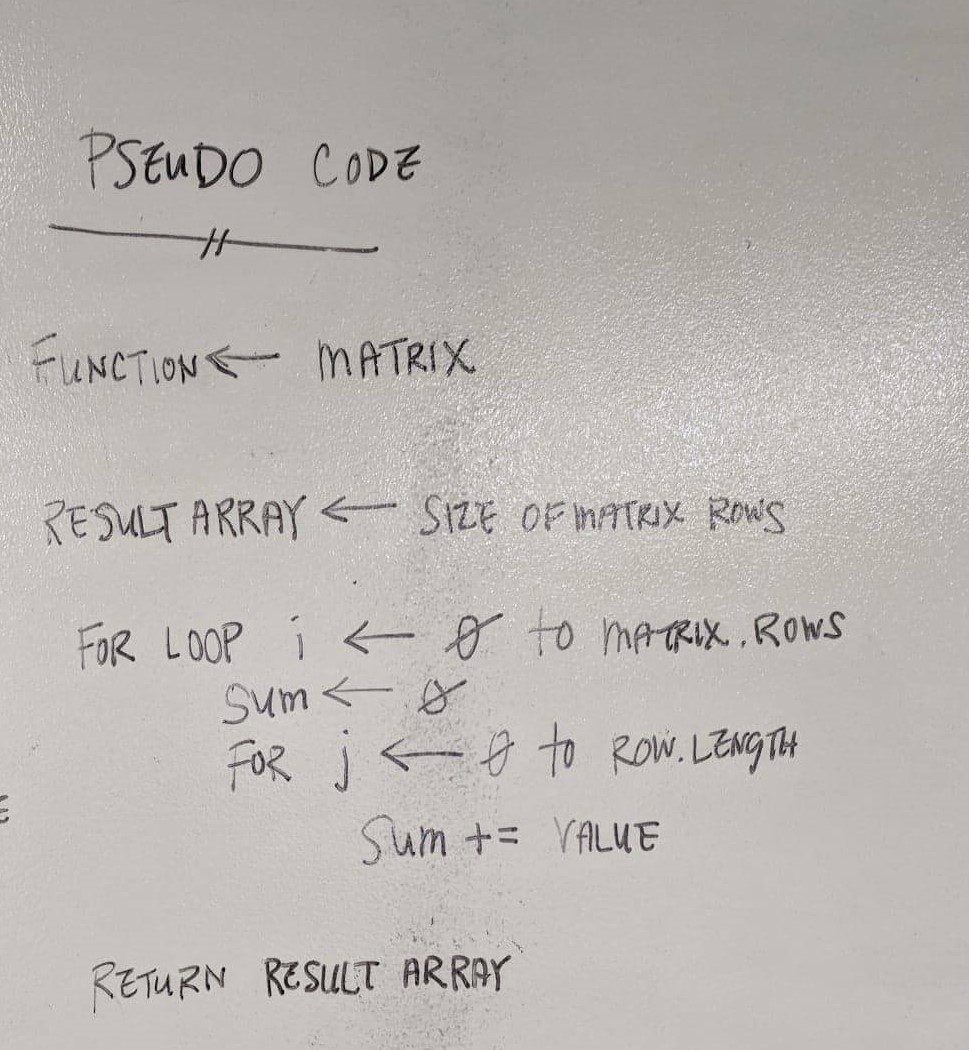 PSEUDO CODE
FUNCTION ← MATRIX
RESULT ARRAY ← SIZE OF MATRIX ROWS
FOR LOOP i ← 0 to MATRIX.ROWS
SUM ← 0
FOR j ← 0 to ROW.LENGTH
SUM += VALUE
RETURN RESULT ARRAY